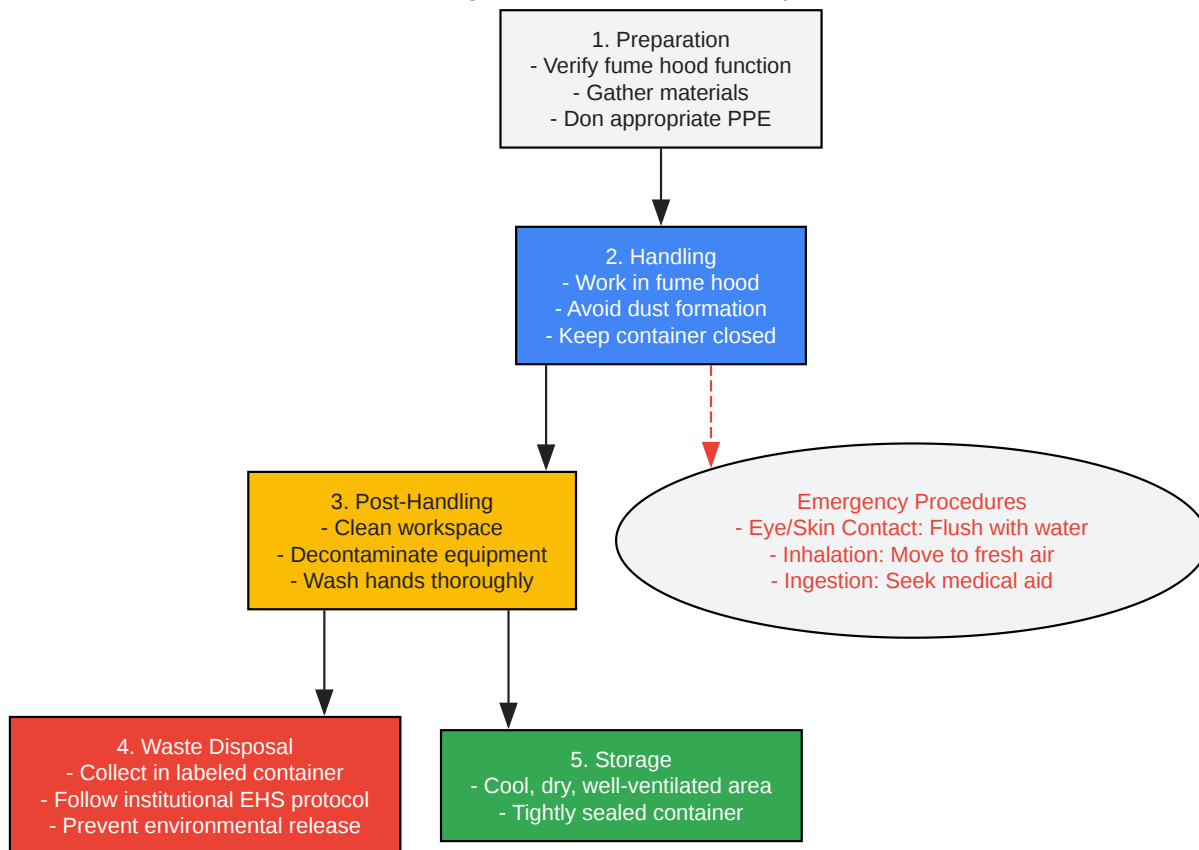 1. Preparation
- Verify fume hood function
- Gather materials
- Don appropriate PPE
2. Handling
- Work in fume hood
- Avoid dust formation
- Keep container closed
3. Post-Handling
- Clean workspace
- Decontaminate equipment
- Wash hands thoroughly
Emergency Procedures
- Eye/Skin Contact: Flush with water
- Inhalation: Move to fresh air
- Ingestion: Seek medical aid
4. Waste Disposal
- Collect in labeled container
- Follow institutional EHS protocol
- Prevent environmental release
5. Storage
- Cool, dry, well-ventilated area
- Tightly sealed container